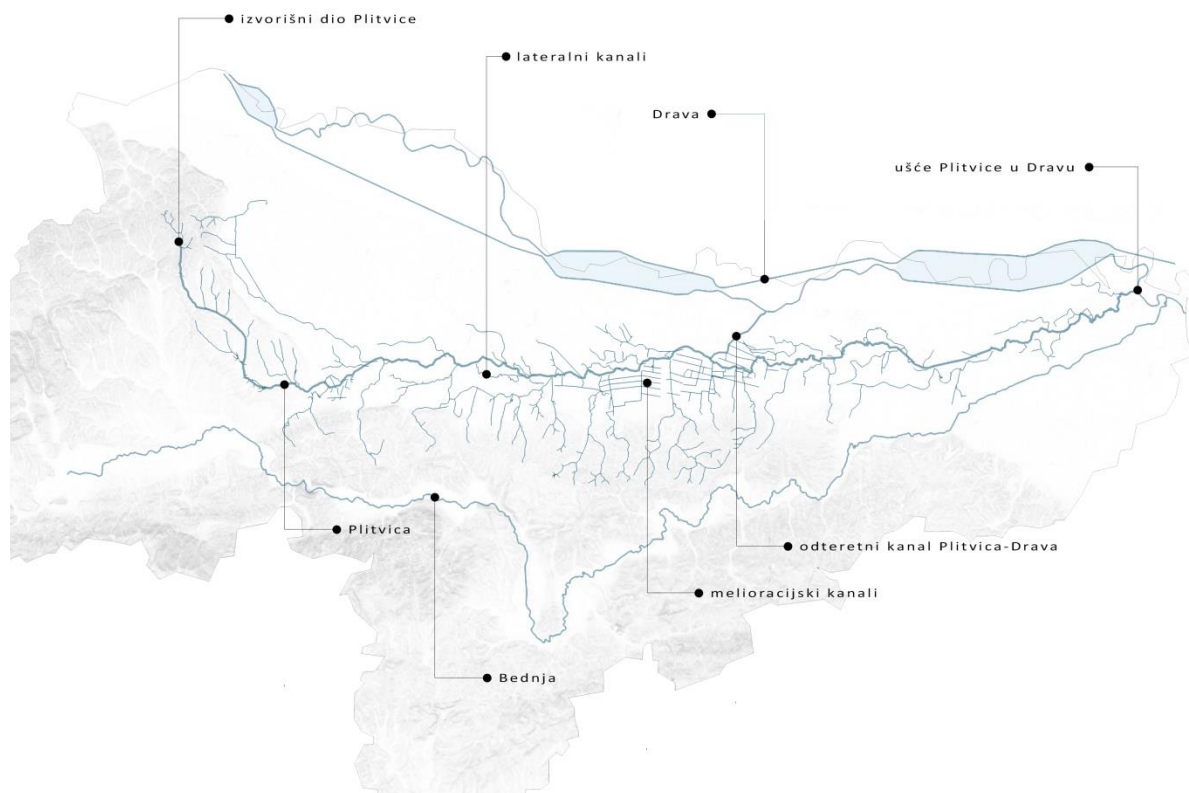 izvorišni dio Plitvice
lateralni kanali
Drava
ušće Plitvice u Dravu
Plitvica
odteretni kanal Plitvica-Drava
melioracijski kanali
Bednja